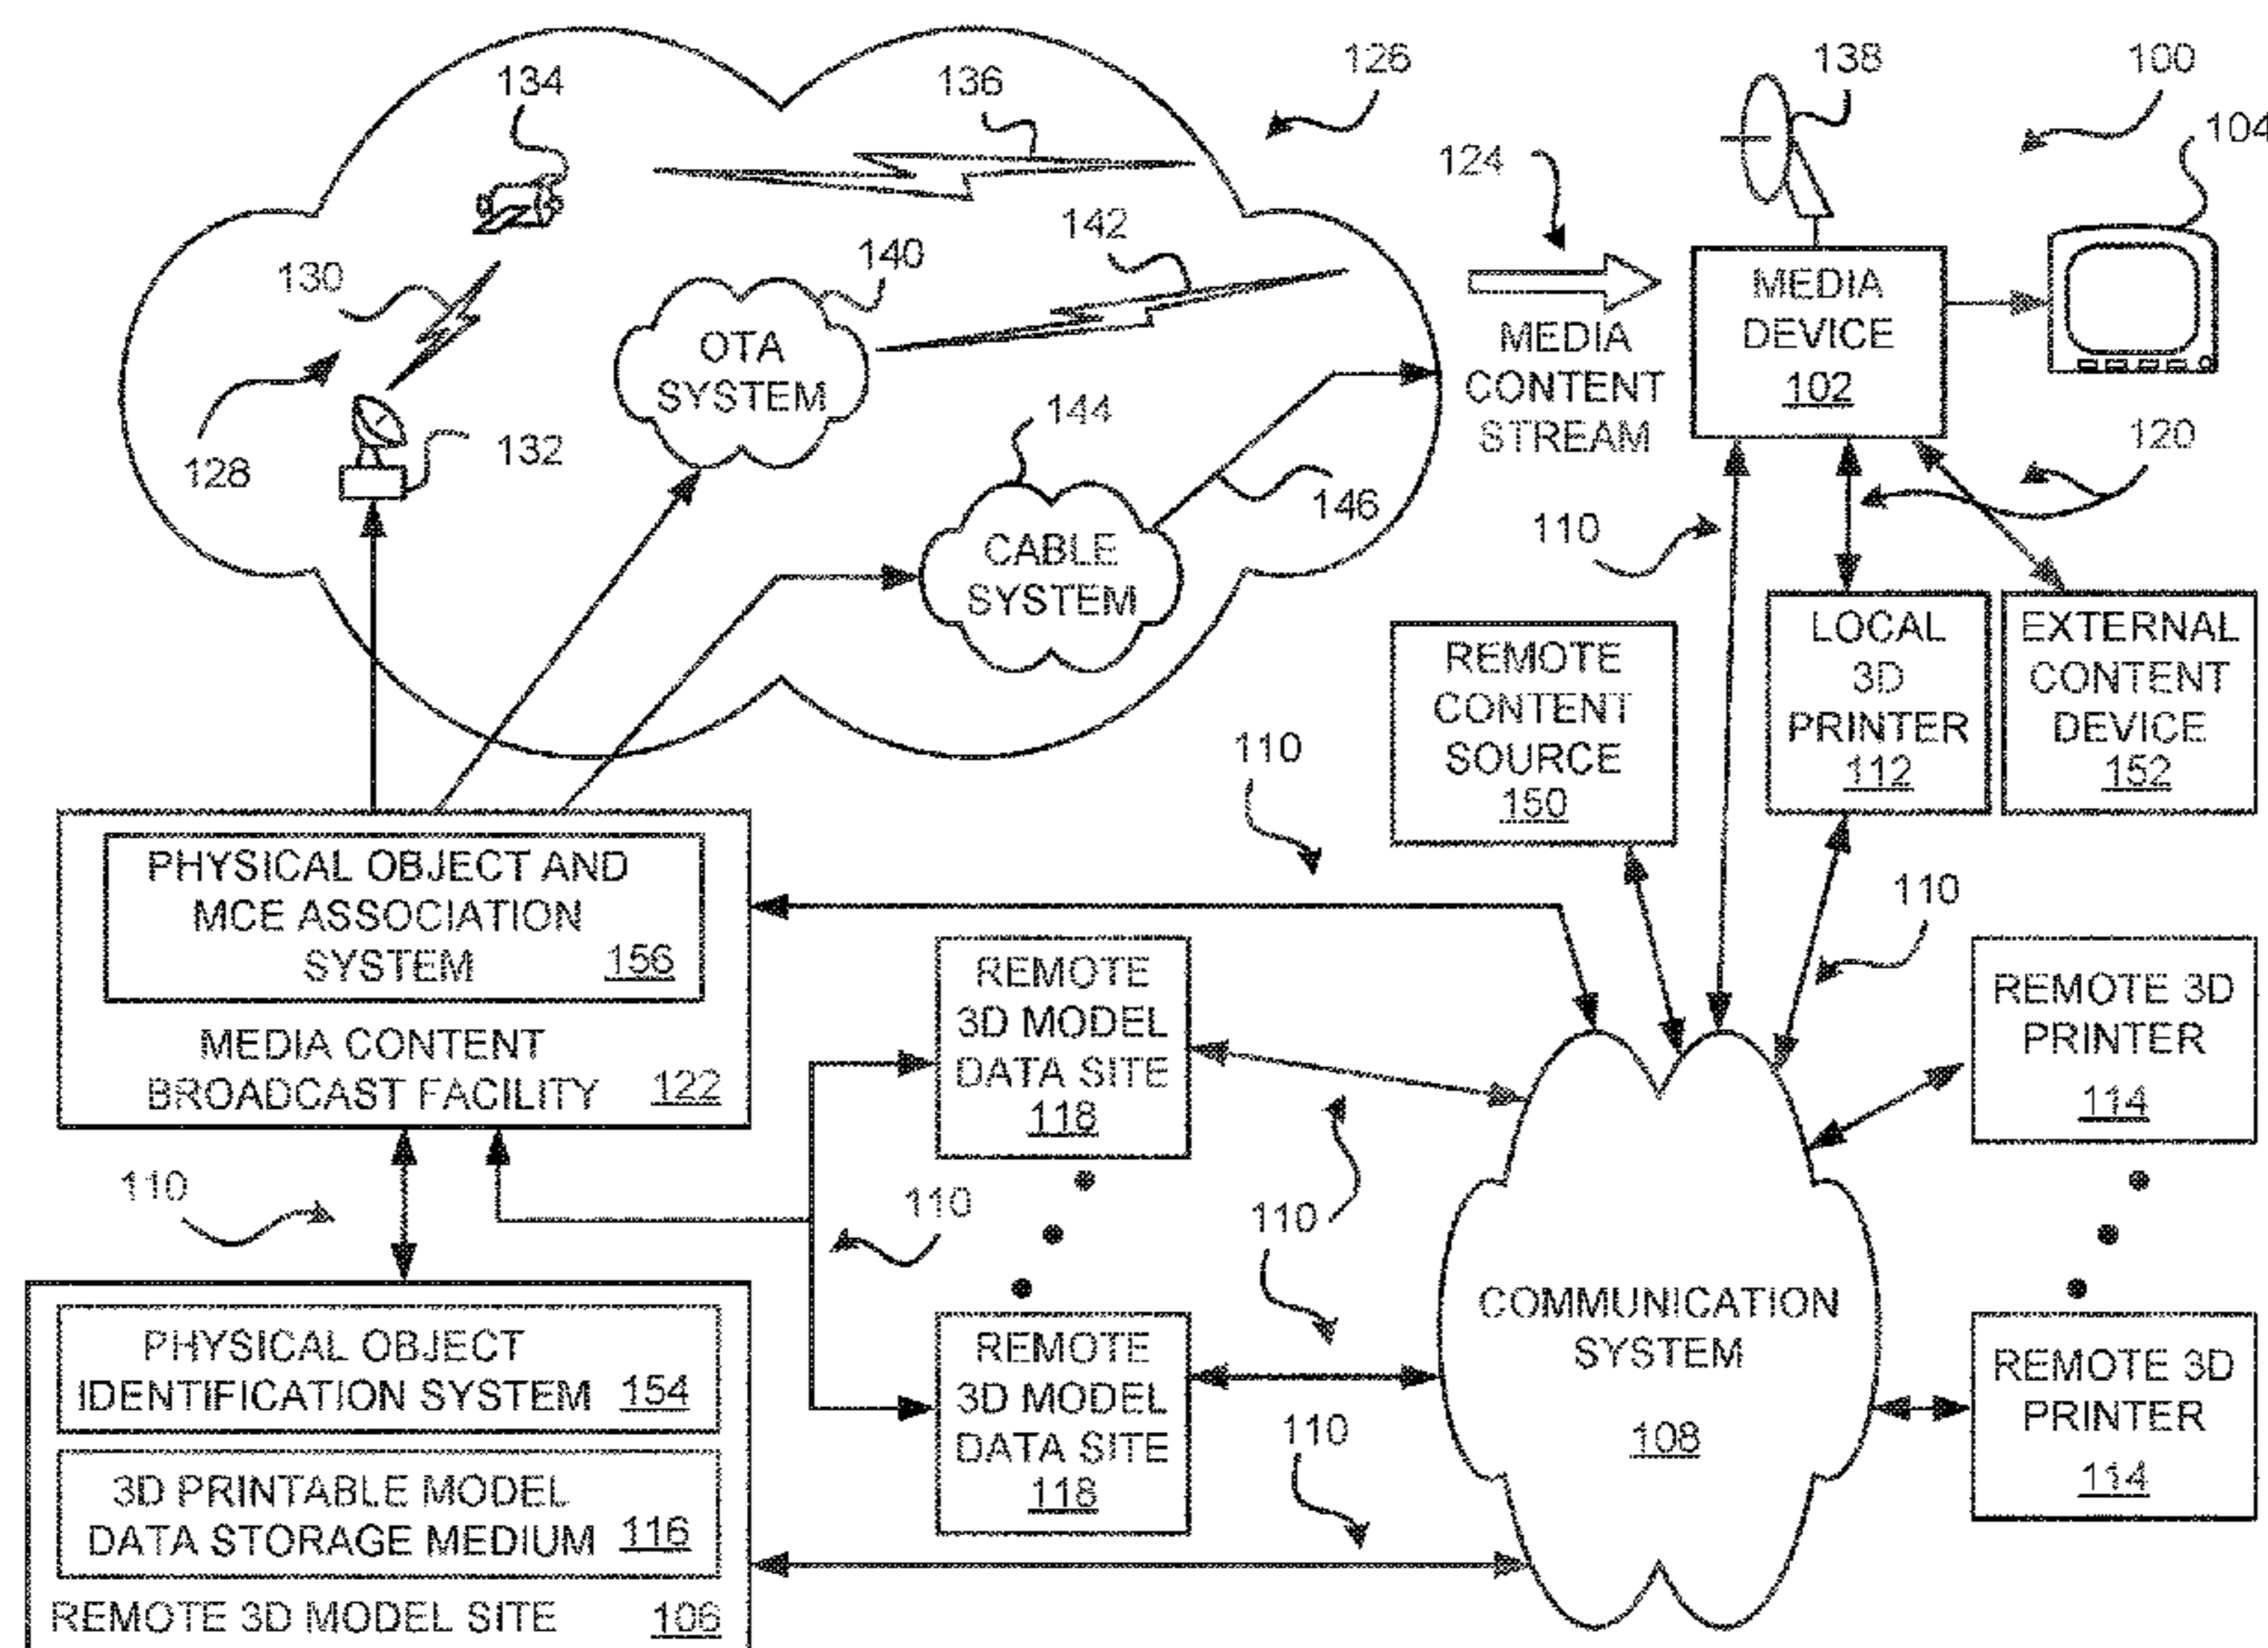 134
136
126
138
100
104
124
130
140
142
128
132
OTA
SYSTEM
144
146
CABLE
SYSTEM
MEDIA
CONTENT
STREAM
MEDIA
DEVICE
102
120
110
REMOTE
CONTENT
SOURCE
150
LOCAL
3D
PRINTER
112
EXTERNAL
CONTENT
DEVICE
152
110
110
PHYSICAL OBJECT AND
MCE ASSOCIATION
SYSTEM 156
MEDIA CONTENT
BROADCAST FACILITY 122
REMOTE
3D MODEL
DATA SITE
118
REMOTE 3D
PRINTER
114
110
110
110
PHYSICAL OBJECT
IDENTIFICATION SYSTEM 154
3D PRINTABLE MODEL
DATA STORAGE MEDIUM 116
REMOTE 3D MODEL SITE 106
REMOTE
3D MODEL
DATA SITE
118
110
COMMUNICATION
SYSTEM
108
REMOTE 3D
PRINTER
114